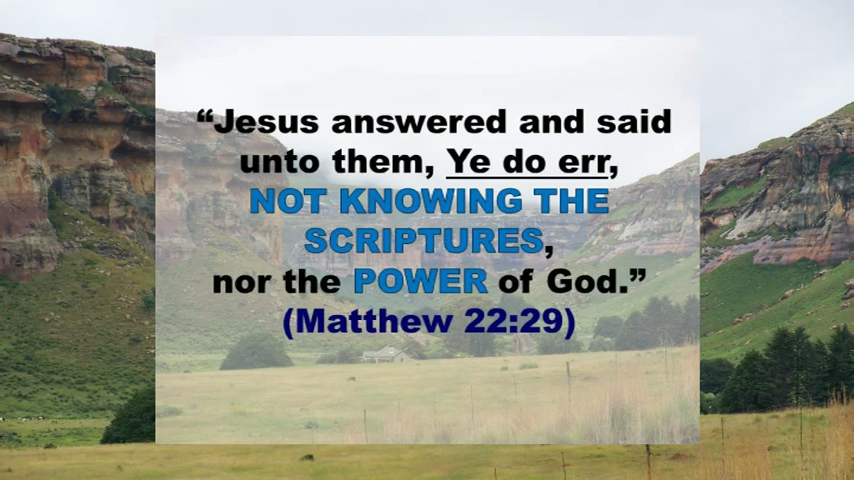 “Jesus answered and said
unto them, Ye do err,
NOT KNOWING THE
SCRIPTURES,
nor the POWER of God.”
(Matthew 22:29)